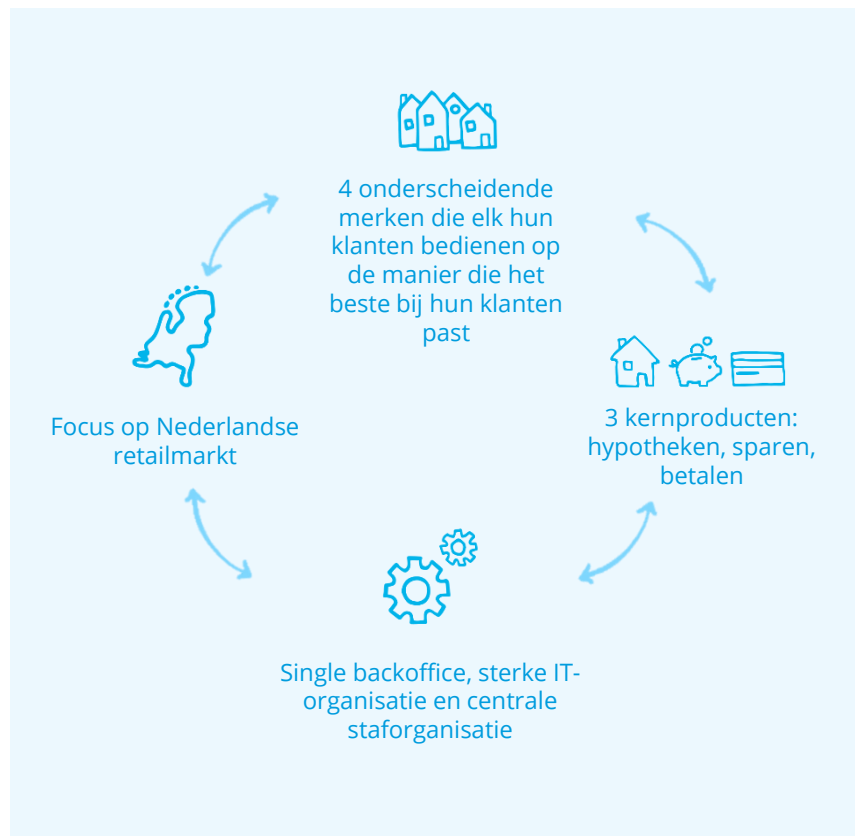 4 onderscheidende
merken die elk hun
klanten bedienen op
de manier die het
beste bij hun klanten
past
Focus op Nederlandse
retailmarkt
3 kernproducten:
hypotheken, sparen,
betalen
Single backoffice, sterke IT-
organisatie en centrale
staforganisatie